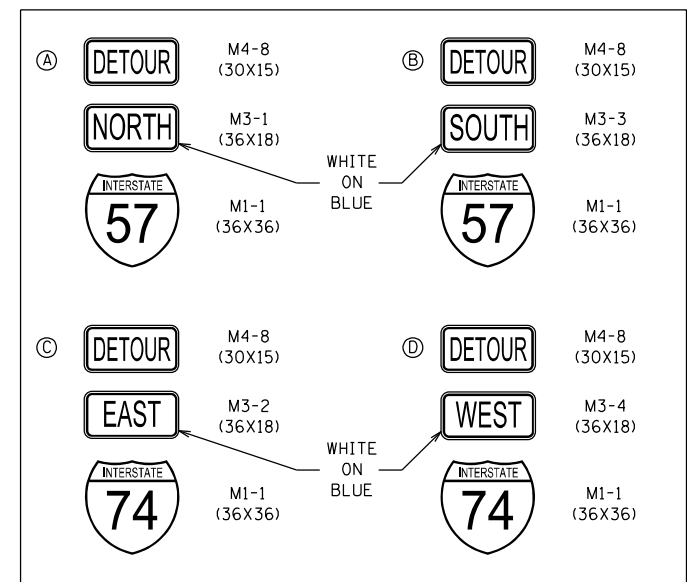 Ⓐ DETOUR M4-8
(30X15)
NORTH M3-1
(36X18)
INTERSTATE
57 M1-1
(36X36)
Ⓑ DETOUR M4-8
(30X15)
SOUTH M3-3
(36X18)
INTERSTATE
57 M1-1
(36X36)
WHITE
ON
BLUE
Ⓒ DETOUR M4-8
(30X15)
EAST M3-2
(36X18)
INTERSTATE
74 M1-1
(36X36)
Ⓓ DETOUR M4-8
(30X15)
WEST M3-4
(36X18)
INTERSTATE
74 M1-1
(36X36)
WHITE
ON
BLUE